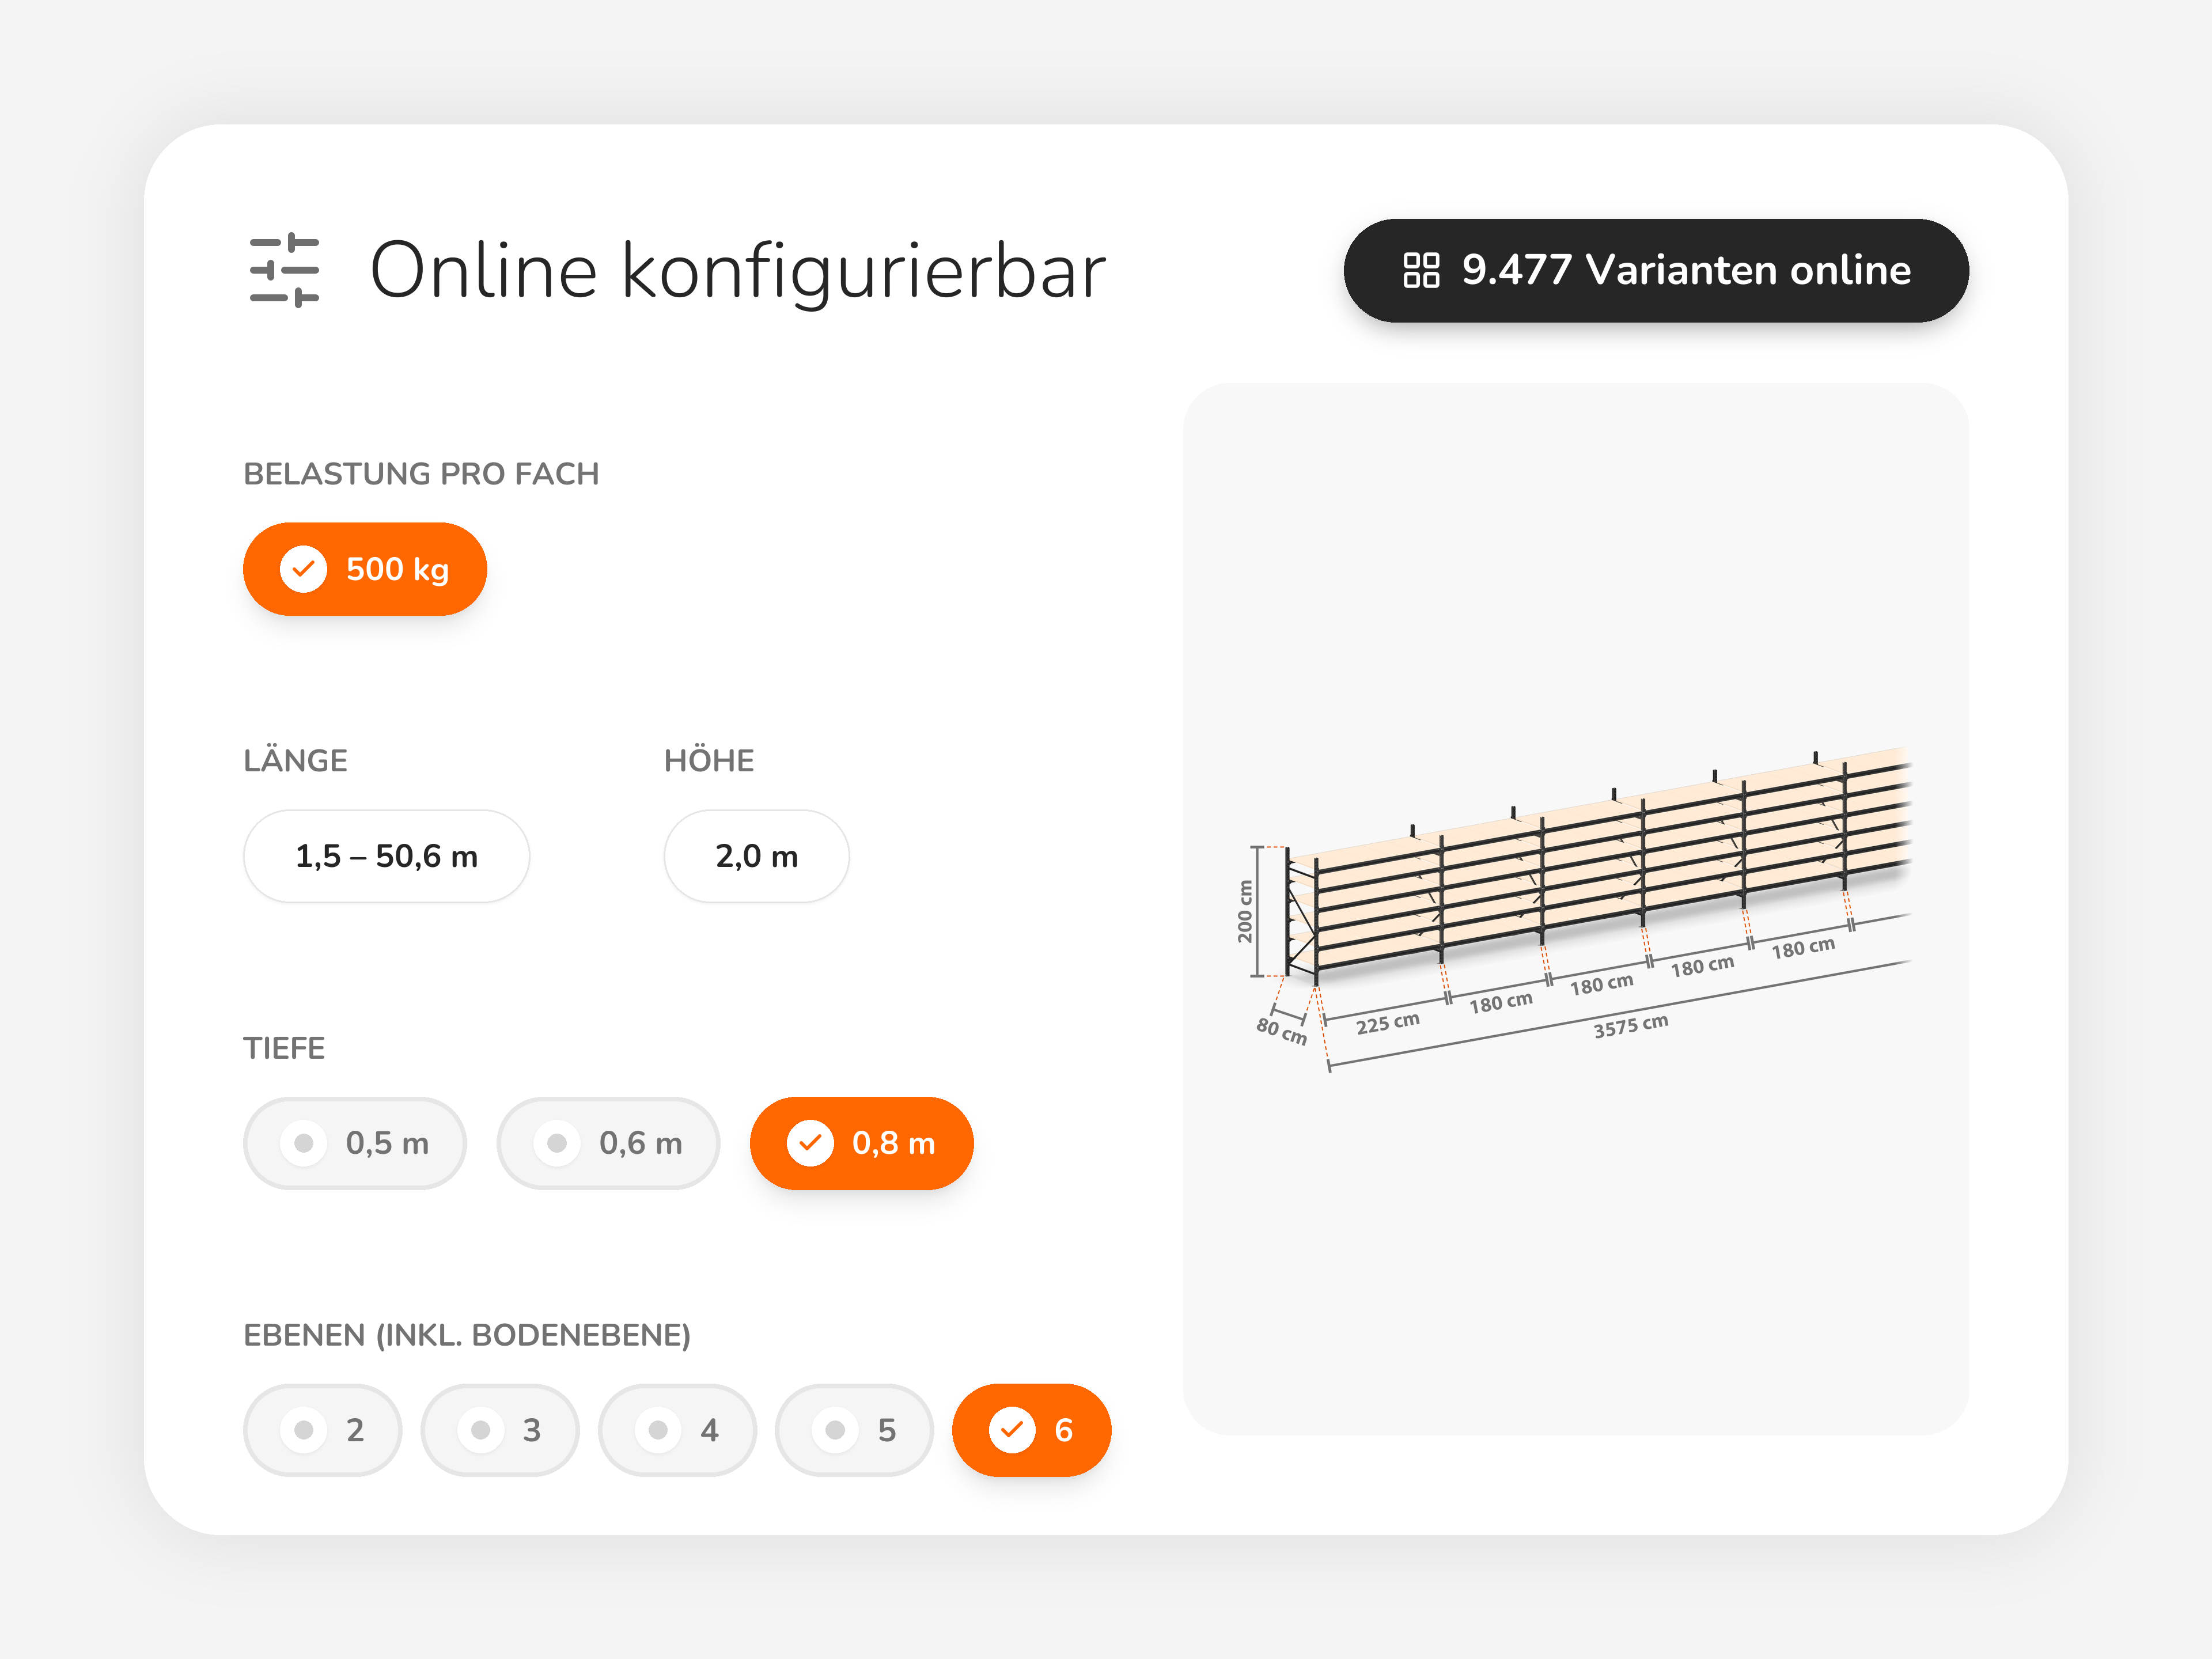 Online konfigurierbar
9.477 Varianten online
BELASTUNG PRO FACH
500 kg
LÄNGE
HÖHE
1,5 – 50,6 m
2,0 m
TIEFE
0,5 m
0,6 m
0,8 m
EBENEN (INKL. BODENEBENE)
2
3
4
5
6
200 cm
80 cm
225 cm
180 cm
180 cm
180 cm
180 cm
3575 cm